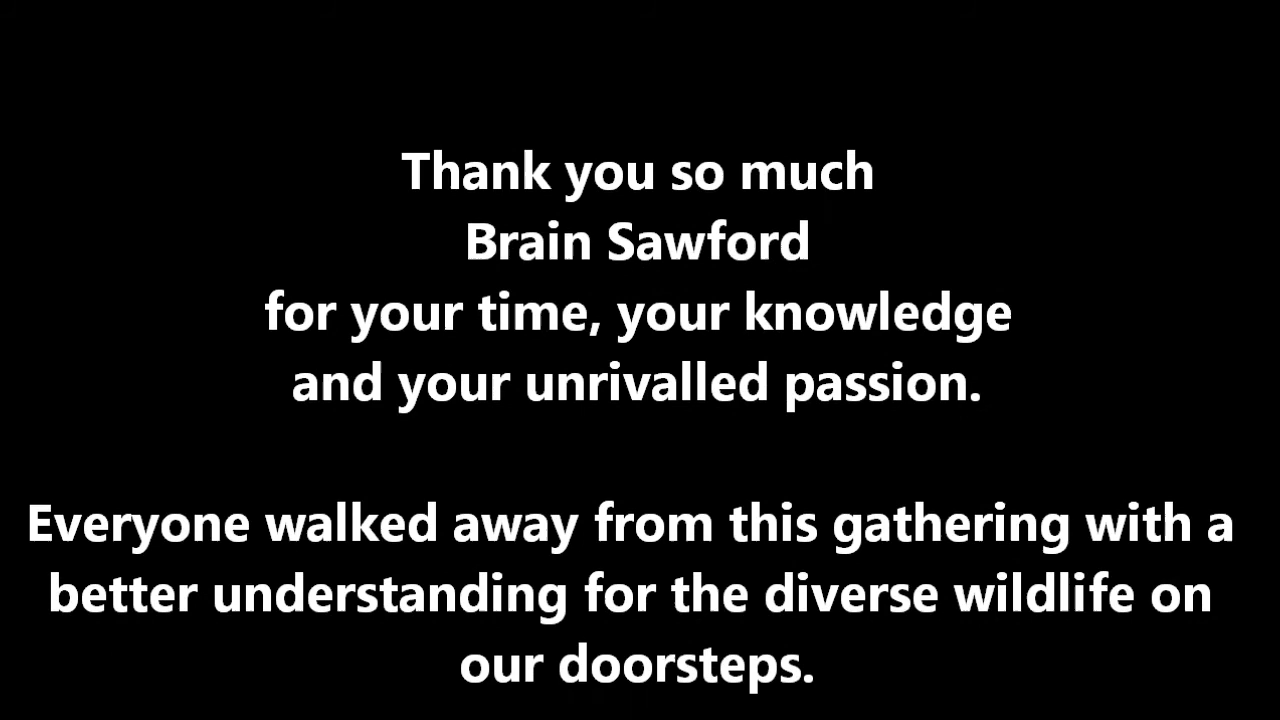 Thank you so much
Brain Sawford
for your time, your knowledge
and your unrivalled passion.
Everyone walked away from this gathering with a
better understanding for the diverse wildlife on
our doorsteps.